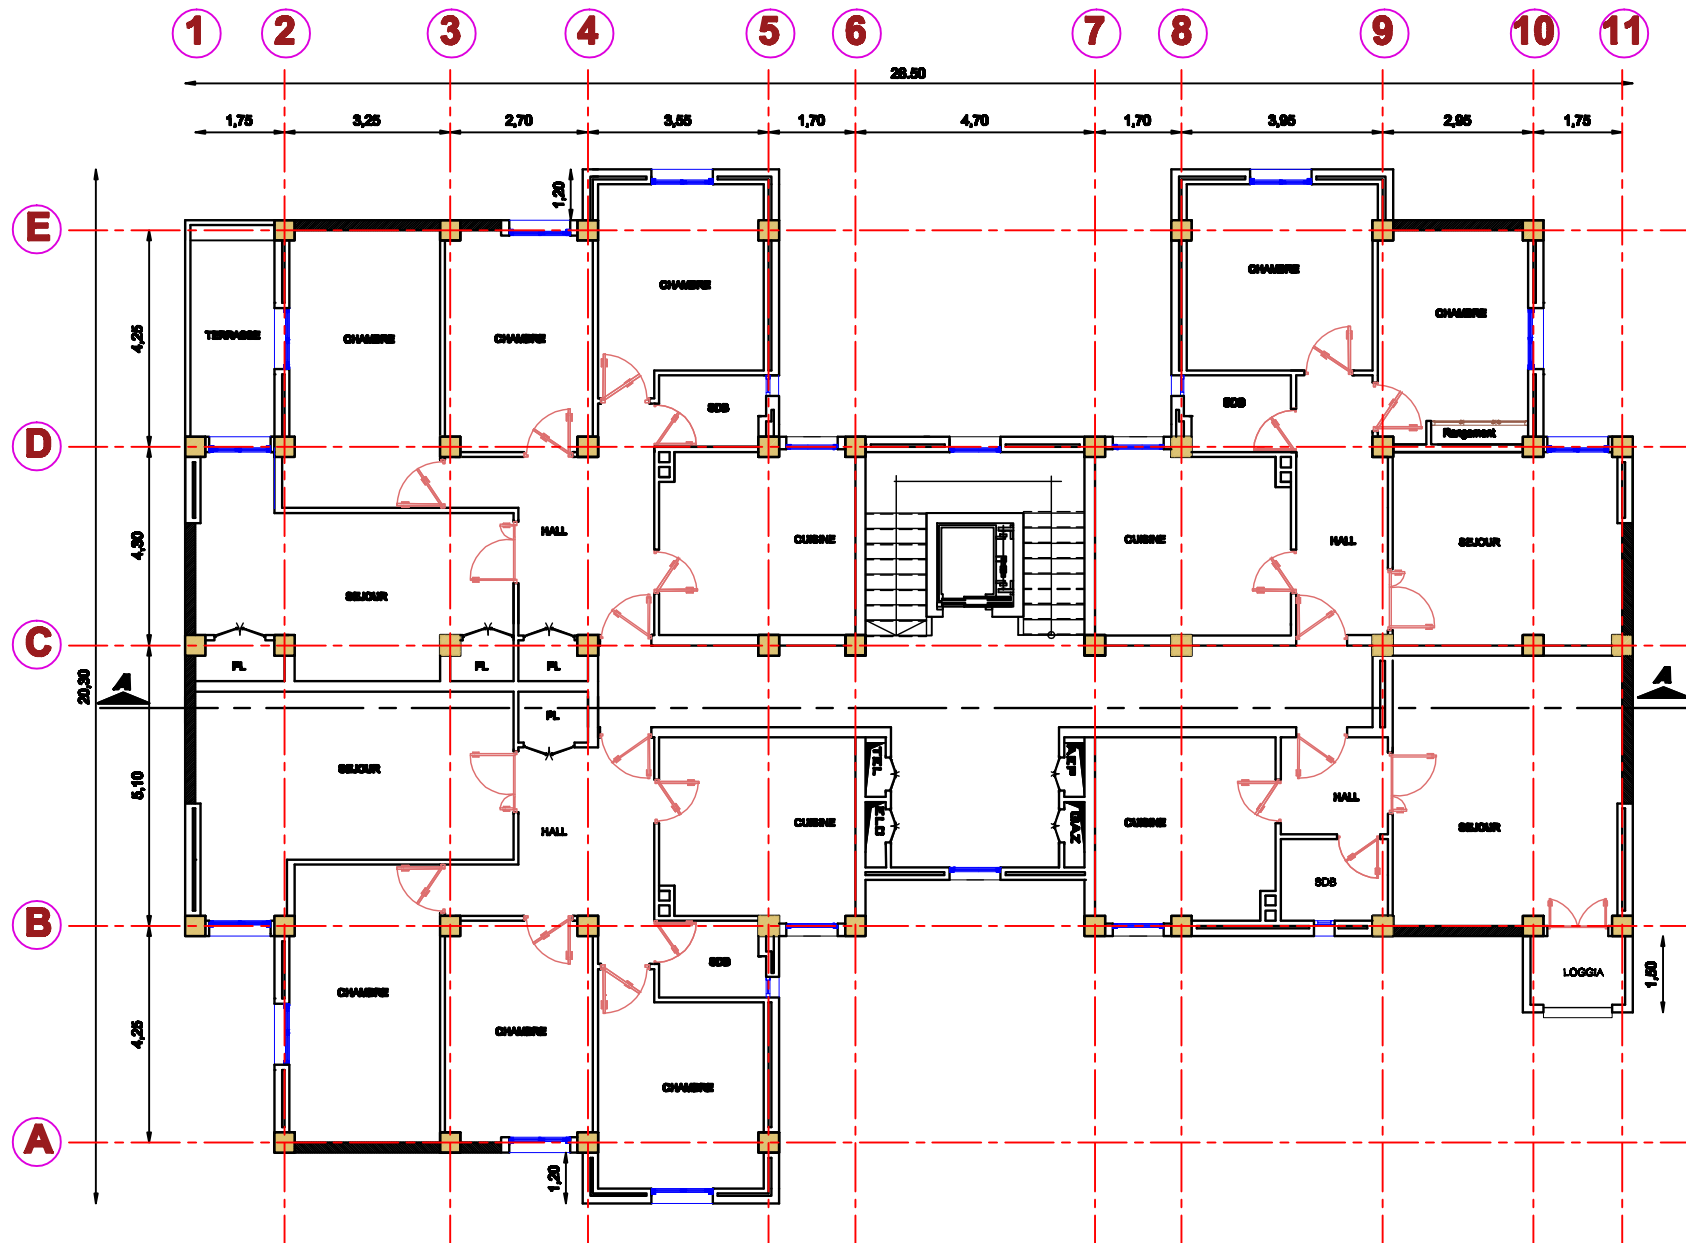 1 2 3 4 5 6 7 8 9 10 11
28.50
1,75 3,25 2,70 3,55 1,70 4,70 1,70 3,95 2,95 1,75
1,20
E
CHAMBRE
CHAMBRE
CHAMBRE
TERRASSE CHAMBRE CHAMBRE
4,25
SDB SDB
Rangement
D
HALL CUISINE CUISINE HALL SEJOUR
4,30
SEJOUR
C
PL PL PL
20,30
A A
PL
TEL AEP
SEJOUR
5,10
HALL
HALL CUISINE CUISINE SEJOUR
ELC GAZ
SDB
B
SDB LOGGIA
1,50
CHAMBRE
CHAMBRE
4,25
CHAMBRE
A
1,20